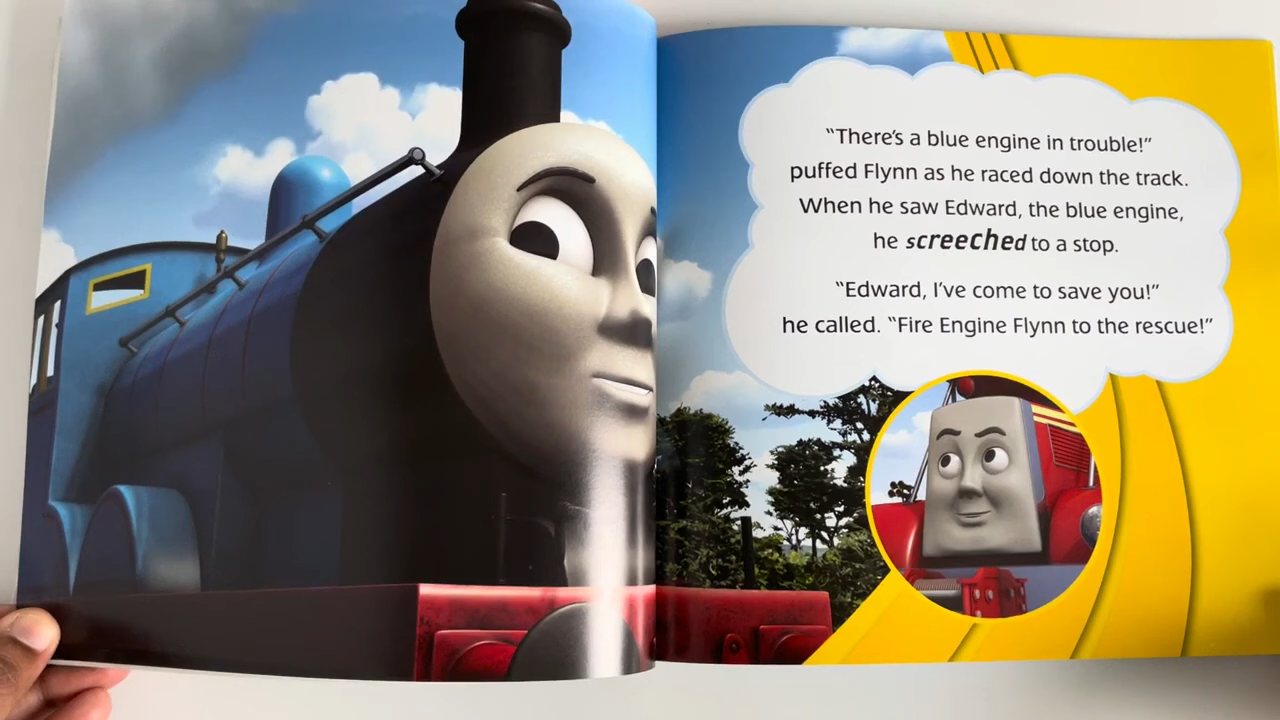 “There’s a blue engine in trouble!”
puffed Flynn as he raced down the track.
When he saw Edward, the blue engine,
he screeched to a stop.
“Edward, I’ve come to save you!”
he called. “Fire Engine Flynn to the rescue!”